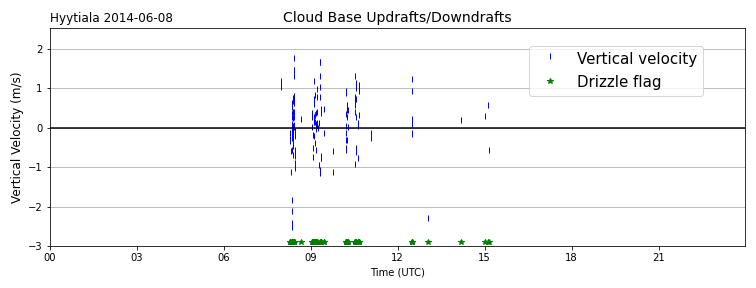 Hyytiala 2014-06-08
Cloud Base Updrafts/Downdrafts
Vertical Velocity (m/s)
2
1
0
−1
−2
−3
Vertical velocity
Drizzle flag
00 03 06 09 12 15 18 21
Time (UTC)